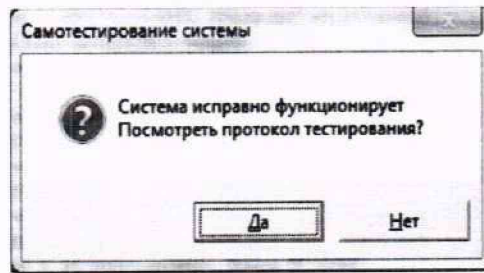 Самотестирование системы
Система исправно функционирует
Посмотреть протокол тестирования?
Да
Нет